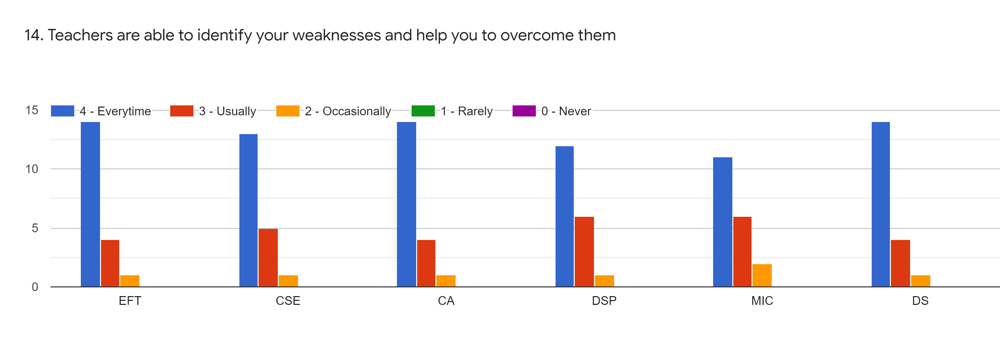 14. Teachers are able to identify your weaknesses and help you to overcome them
15 4 - Everytime 3 - Usually 2 - Occasionally 1 - Rarely 0 - Never
10
5
0
EFT CSE CA DSP MIC DS